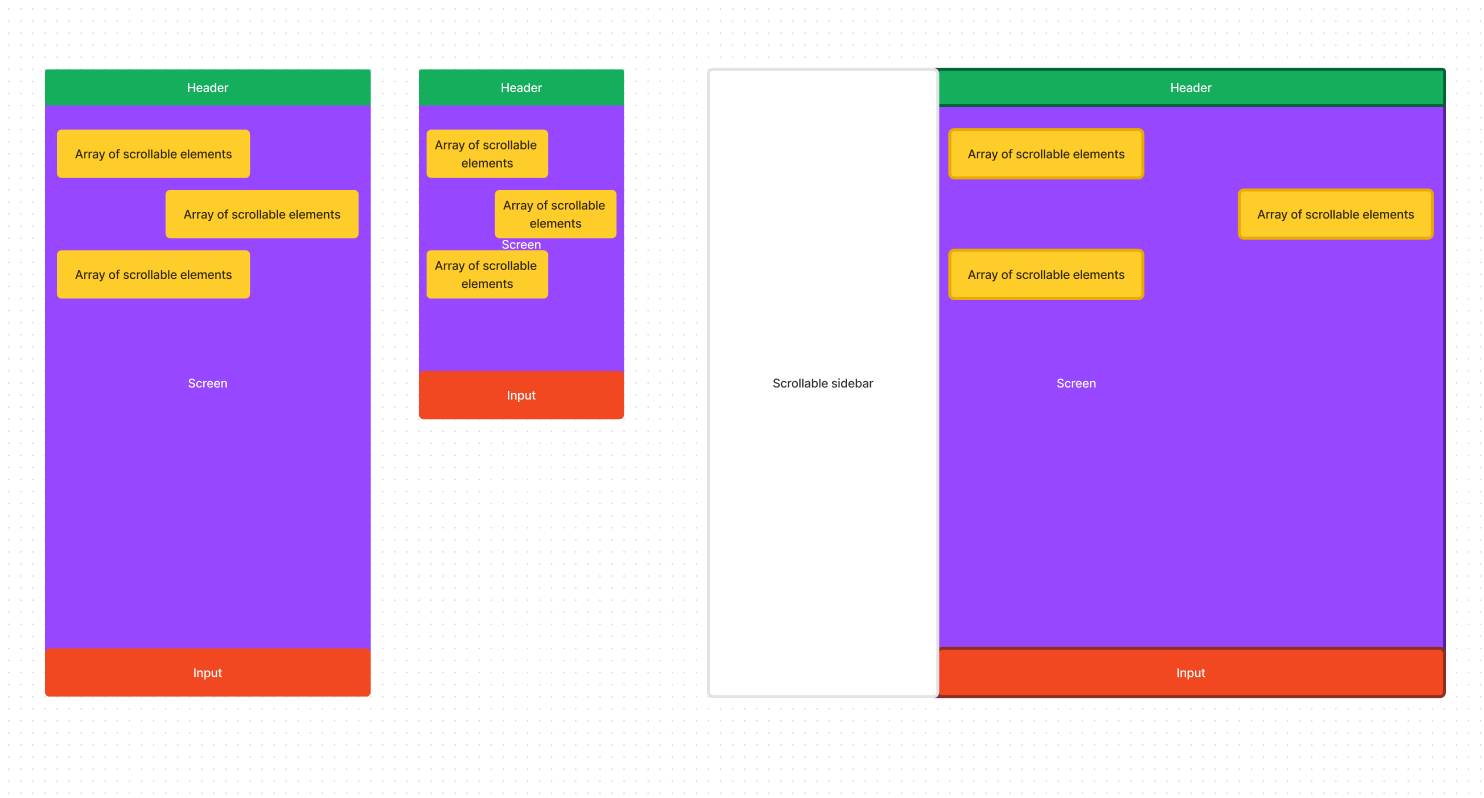 Header
Array of scrollable elements
Array of scrollable elements
Array of scrollable elements
Screen
Input
Header
Array of scrollable
elements
Array of scrollable
elements
Screen
Array of scrollable
elements
Input
Scrollable sidebar
Header
Array of scrollable elements
Array of scrollable elements
Array of scrollable elements
Screen
Input